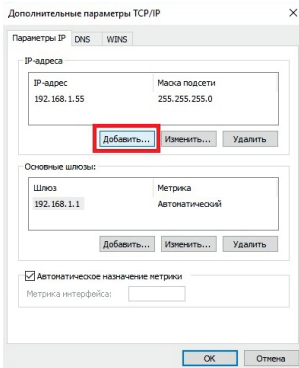 Дополнительные параметры TCP/IP
Параметры IP DNS WINS
IP-адреса
IP-адрес Маска подсети
192.168.1.55 255.255.255.0
Добавить... Изменить... Удалить
Основные шлюзы:
Шлюз Метрика
192.168.1.1 Автоматический
Добавить... Изменить... Удалить
Автоматическое назначение метрики
Метрика интерфейса:
OK Отмена